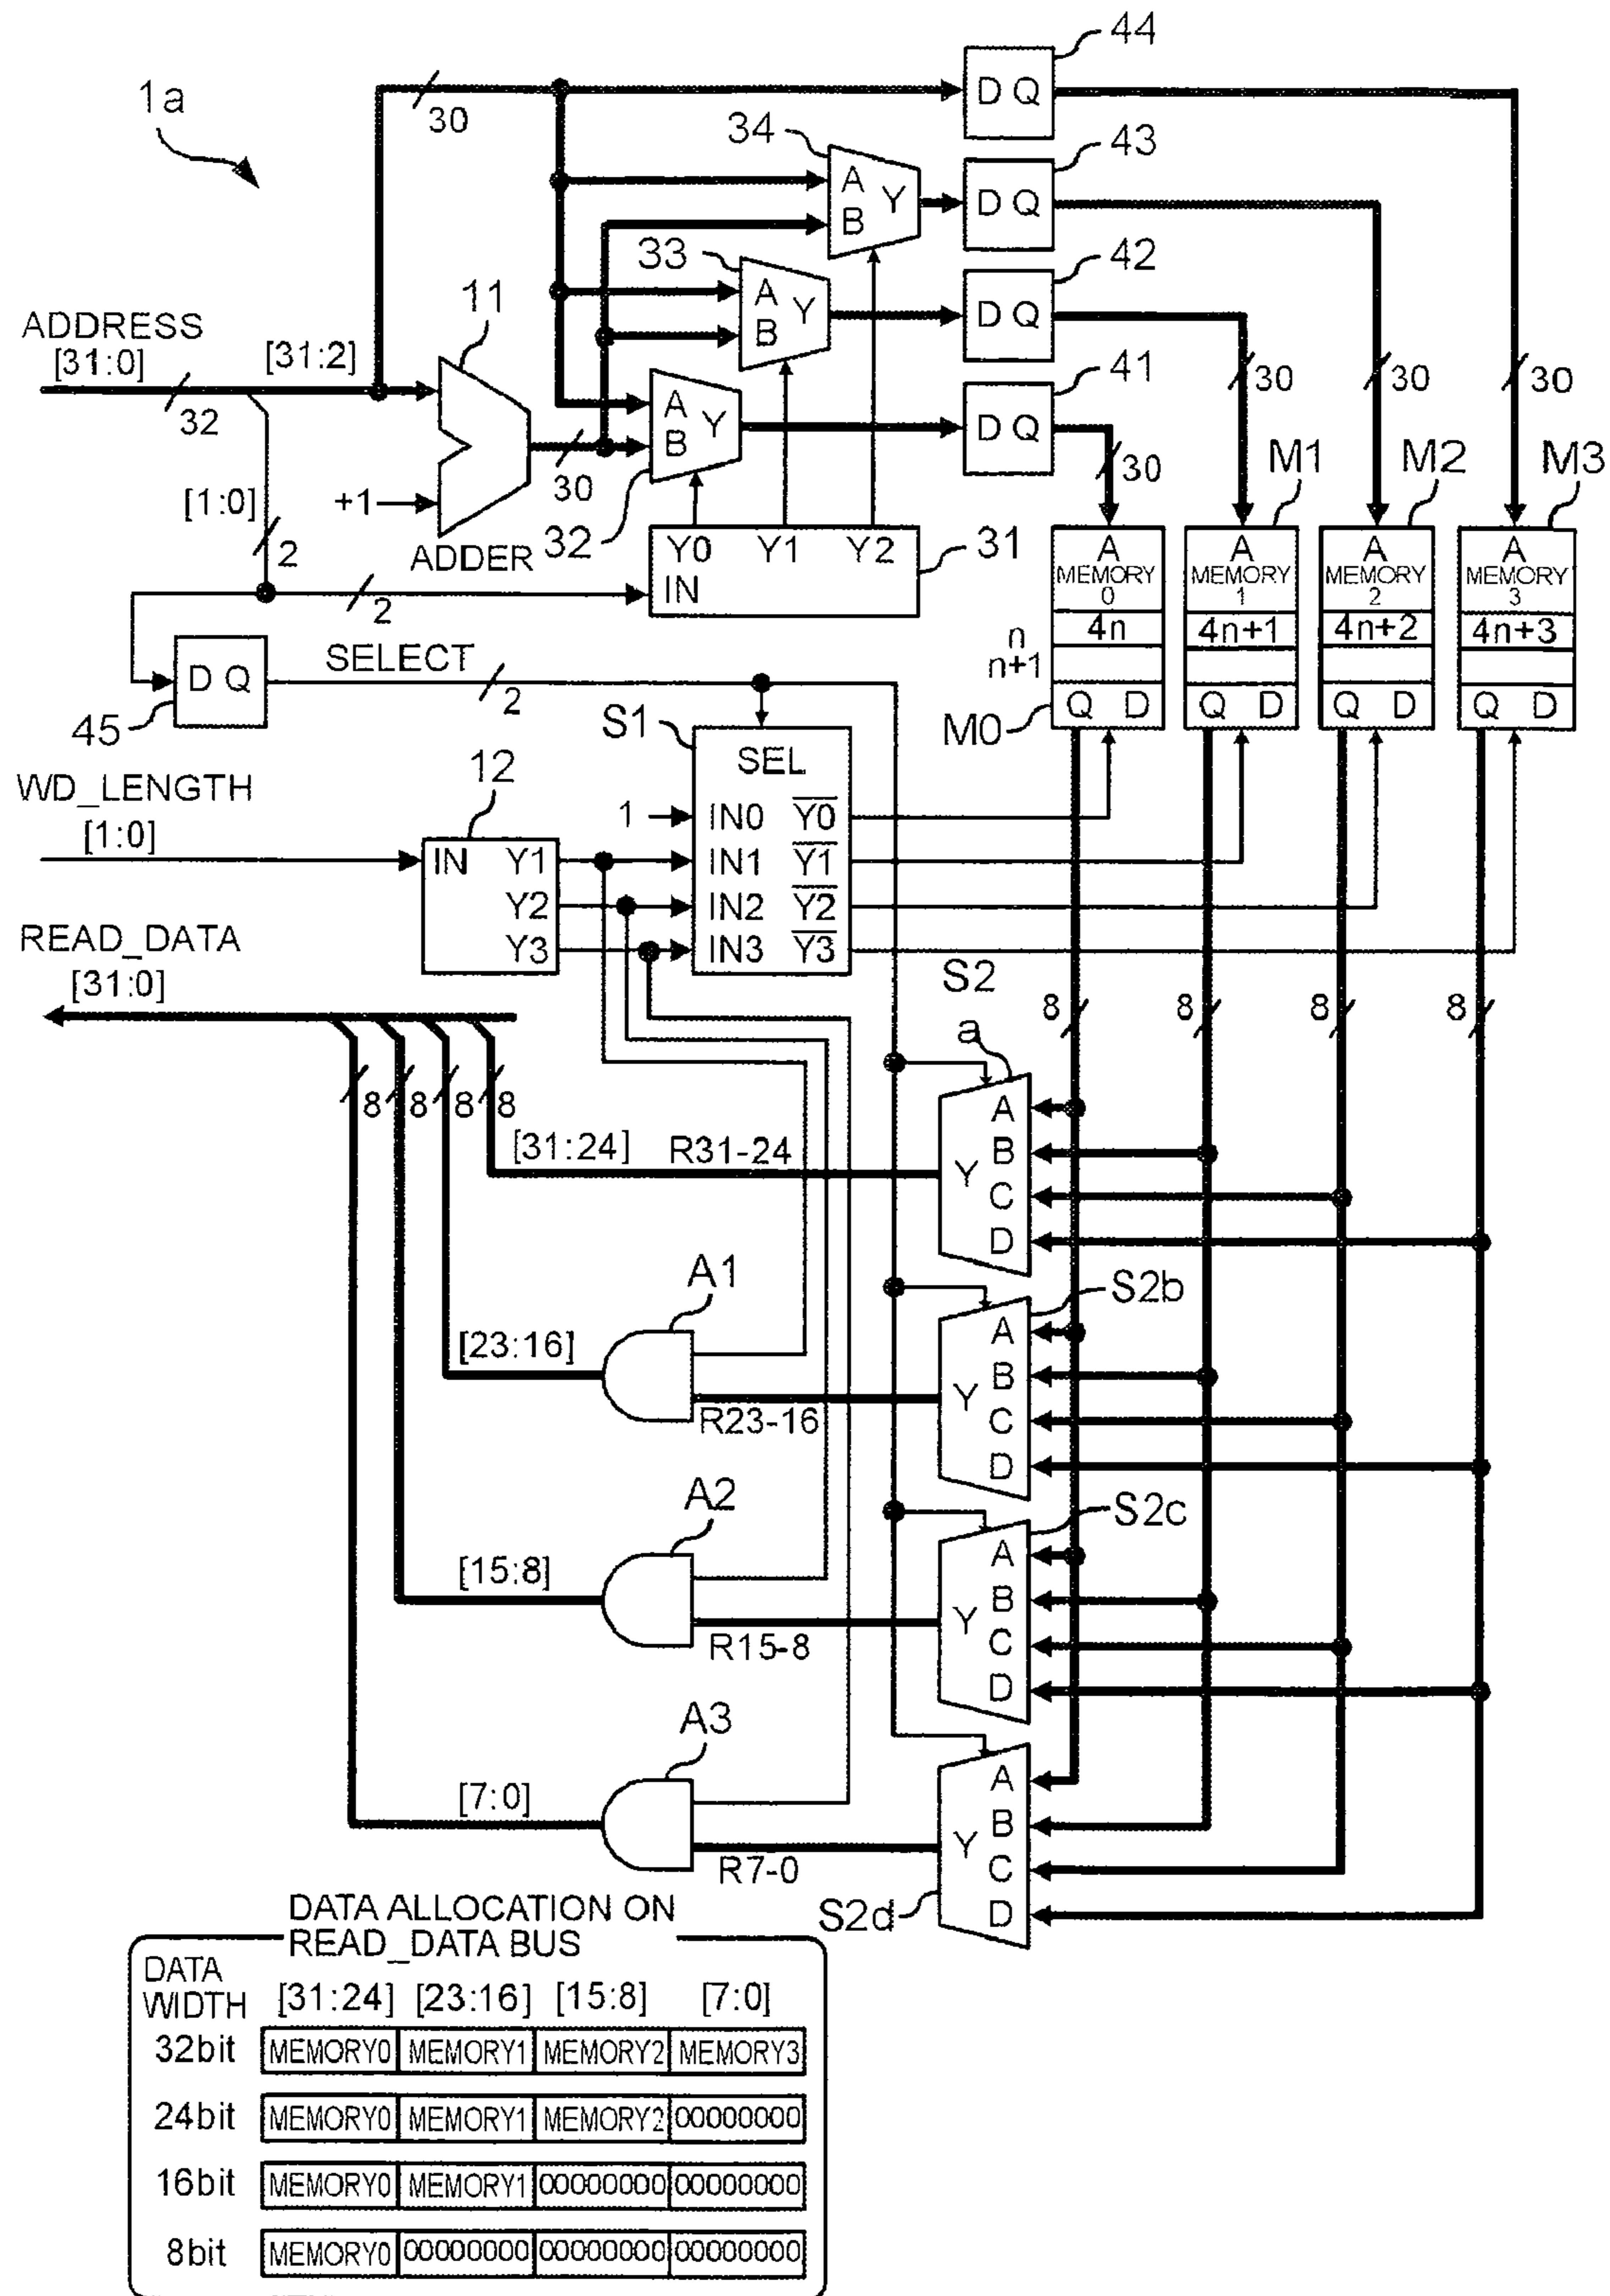 1a
44
D Q
30
34
A
B
Y
43
D Q
33
A
B
Y
42
D Q
ADDRESS
[31:0]
[31:2]
32
11
A
B
Y
41
D Q
30
30
30
30
30
[1:0]
2
+1
ADDER
32
Y0 Y1 Y2
IN
31
2
M1
M2
M3
A
MEMORY
0
4n
Q D
A
MEMORY
1
4n+1
Q D
A
MEMORY
2
4n+2
Q D
A
MEMORY
3
4n+3
Q D
n
n+1
M0
D Q
45
SELECT
2
S1
SEL
1
IN0 Y0
IN1 Y1
IN2 Y2
IN3 Y3
WD_LENGTH
[1:0]
12
IN Y1
Y2
Y3
READ_DATA
[31:0]
S2
8
8
8
8
a
8
8
8
8
[31:24]
R31-24
A
B
C
D
Y
A1
[23:16]
R23-16
S2b
A
B
C
D
Y
A2
[15:8]
R15-8
S2c
A
B
C
D
Y
A3
[7:0]
R7-0
S2d
A
B
C
D
Y
DATA ALLOCATION ON
READ_DATA BUS
DATA
WIDTH
[31:24] [23:16] [15:8] [7:0]
32bit MEMORY0 MEMORY1 MEMORY2 MEMORY3
24bit MEMORY0 MEMORY1 MEMORY2 00000000
16bit MEMORY0 MEMORY1 00000000 00000000
8bit MEMORY0 00000000 00000000 00000000